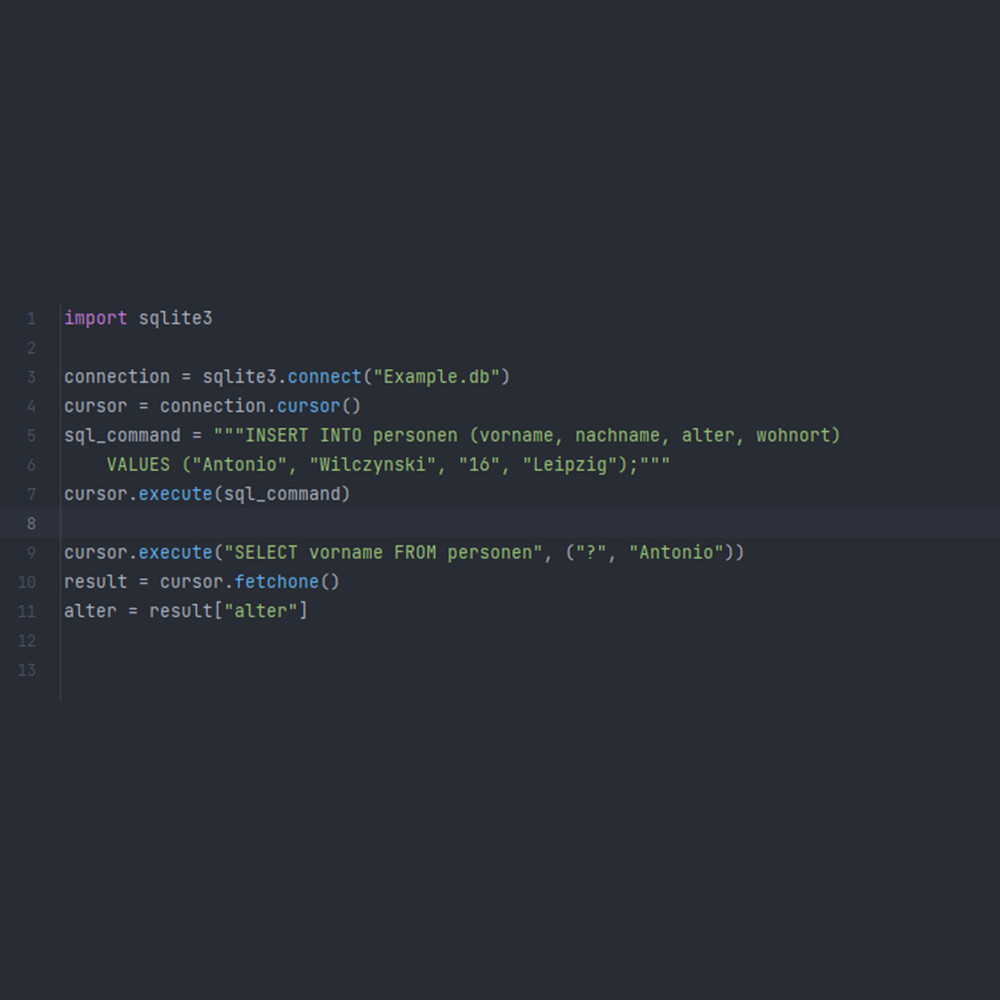 1 import sqlite3
2
3 connection = sqlite3.connect("Example.db")
4 cursor = connection.cursor()
5 sql_command = """INSERT INTO personen (vorname, nachname, alter, wohnort)
6     VALUES ("Antonio", "Wilczynski", "16", "Leipzig");"""
7 cursor.execute(sql_command)
8
9 cursor.execute("SELECT vorname FROM personen", ("?", "Antonio"))
10 result = cursor.fetchone()
11 alter = result["alter"]
12
13